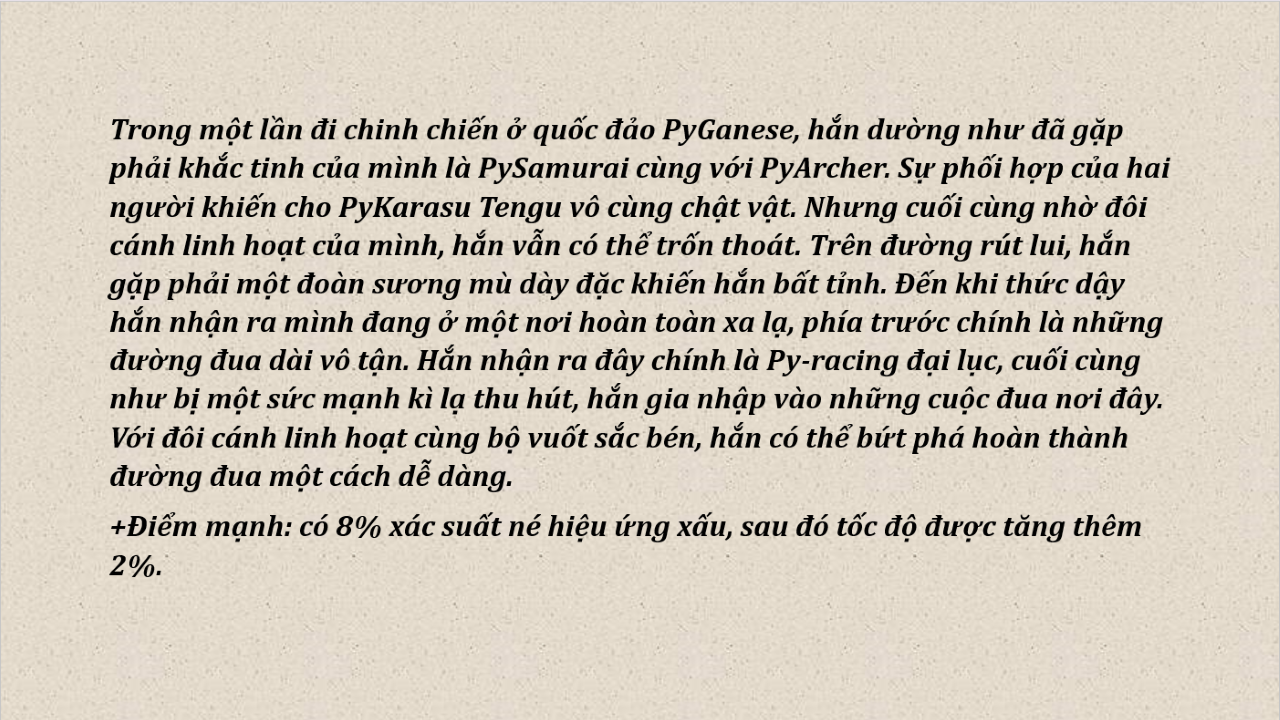 Trong một lần đi chinh chiến ở quốc đảo PyGanese, hắn dường như đã gặp
phải khắc tinh của mình là PySamurai cùng với PyArcher. Sự phối hợp của hai
người khiến cho PyKarasu Tengu vô cùng chật vật. Nhưng cuối cùng nhờ đôi
cánh linh hoạt của mình, hắn vẫn có thể trốn thoát. Trên đường rút lui, hắn
gặp phải một đoàn sương mù dày đặc khiến hắn bất tỉnh. Đến khi thức dậy
hắn nhận ra mình đang ở một nơi hoàn toàn xa lạ, phía trước chính là những
đường đua dài vô tận. Hắn nhận ra đây chính là Py-racing đại lục, cuối cùng
như bị một sức mạnh kì lạ thu hút, hắn gia nhập vào những cuộc đua nơi đây.
Với đôi cánh linh hoạt cùng bộ vuốt sắc bén, hắn có thể bứt phá hoàn thành
đường đua một cách dễ dàng.
+Điểm mạnh: có 8% xác suất né hiệu ứng xấu, sau đó tốc độ được tăng thêm
2%.